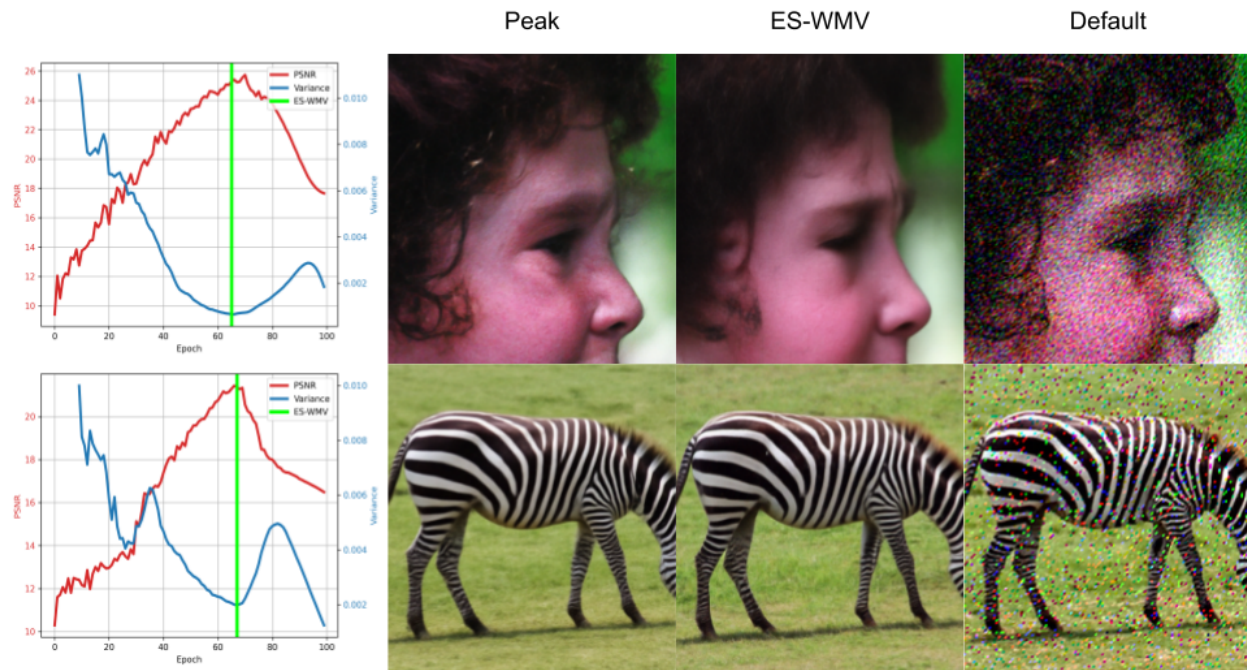 Peak
ES-WMV
Default
26
24
22
20
18
16
14
12
10
PSNR
0.010
0.008
0.006
0.004
0.002
Variance
PSNR
Variance
ES-WMV
0
20
40
60
80
100
Epoch
20
18
16
14
12
10
PSNR
0.010
0.008
0.006
0.004
0.002
Variance
PSNR
Variance
ES-WMV
0
20
40
60
80
100
Epoch